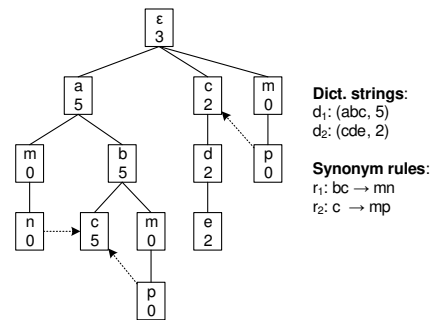 ε
3
a
5
c
2
m
0
m
0
b
5
d
2
p
0
n
0
c
5
m
0
e
2
p
0
Dict. strings:
d₁: (abc, 5)
d₂: (cde, 2)
Synonym rules:
r₁: bc → mn
r₂: c → mp